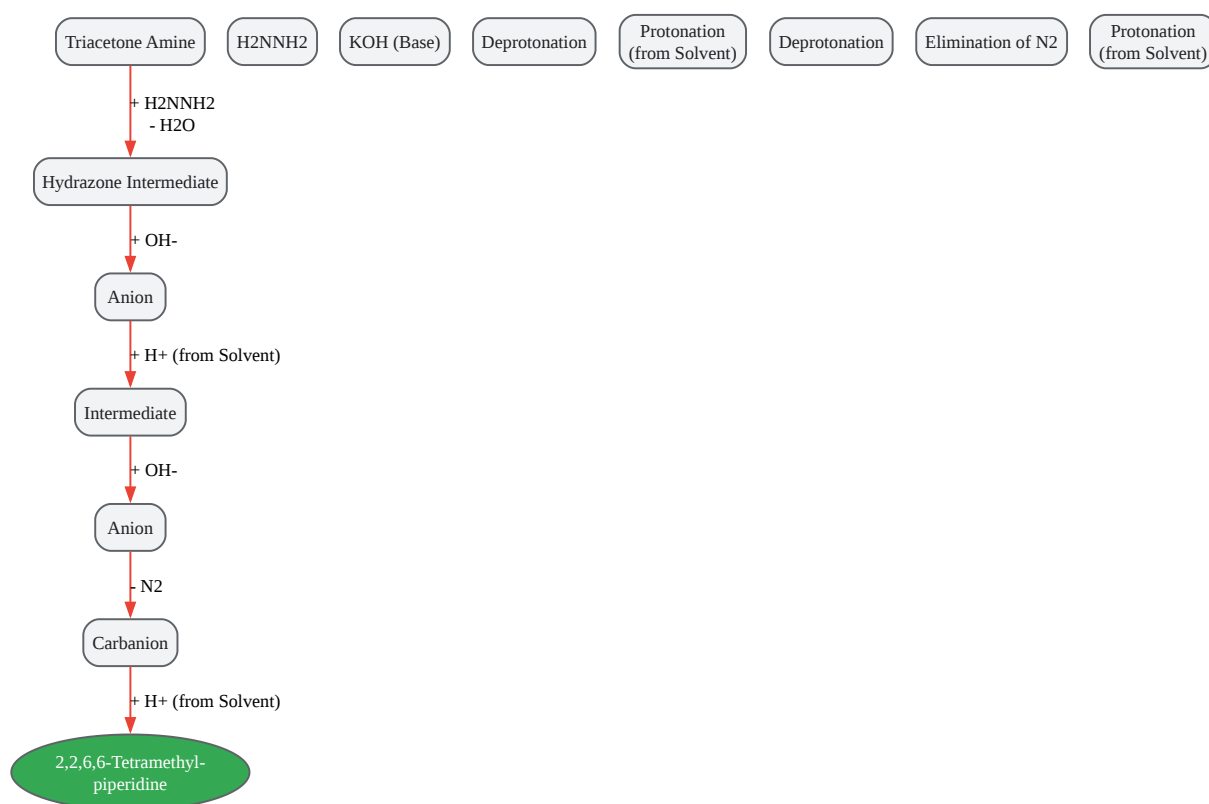 Triacetone Amine
H2NNH2
KOH (Base)
Deprotonation
Protonation
(from Solvent)
Deprotonation
Elimination of N2
Protonation
(from Solvent)
+ H2NNH2
- H2O
Hydrazone Intermediate
+ OH-
Anion
+ H+ (from Solvent)
Intermediate
+ OH-
Anion
- N2
Carbanion
+ H+ (from Solvent)
2,2,6,6-Tetramethyl-
piperidine